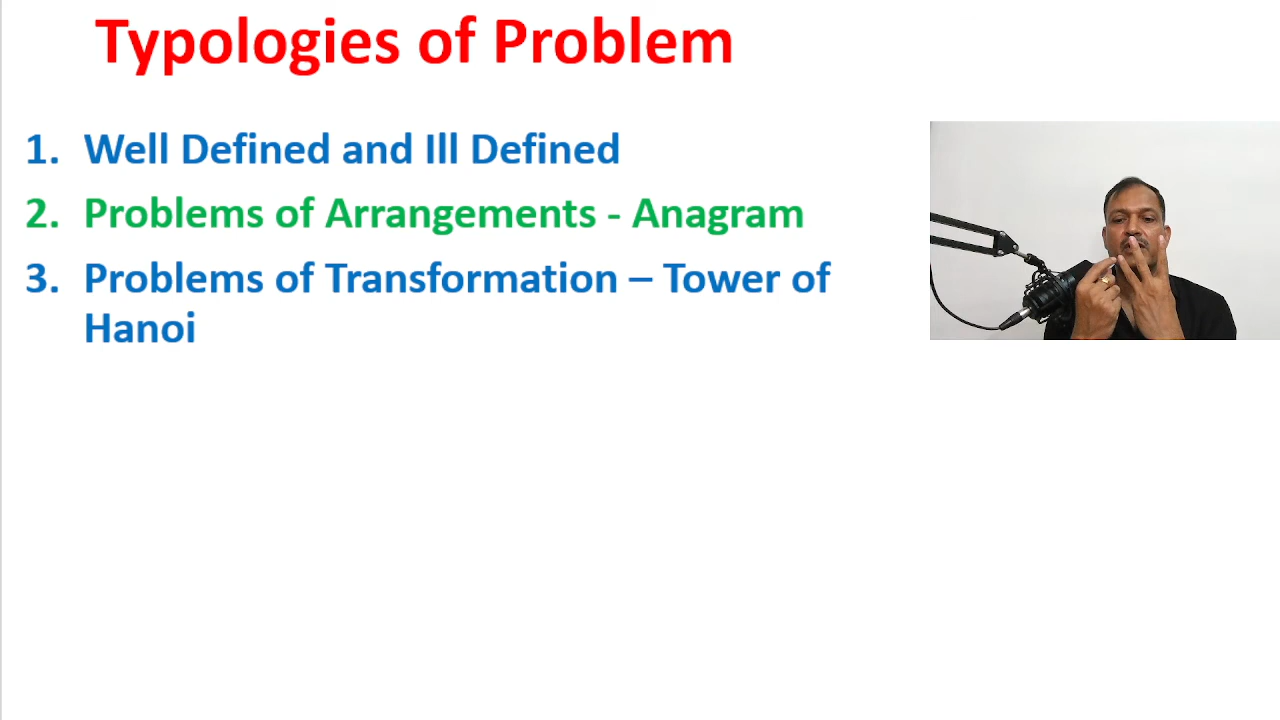 Typologies of Problem
1. Well Defined and Ill Defined
2. Problems of Arrangements - Anagram
3. Problems of Transformation – Tower of
Hanoi